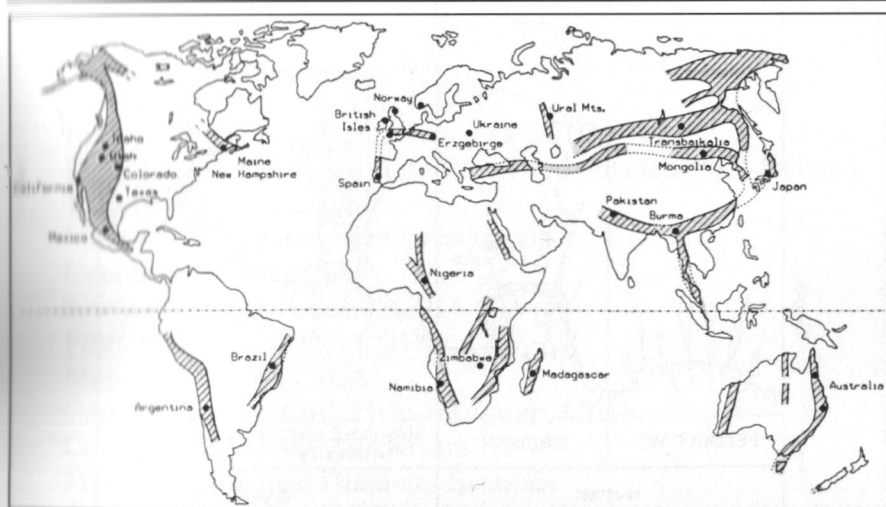 Norway
British
Isles
Ural Mts.
Ukraine
Erzgebirge
Transbaikalia
Idaho
Utah
Colorado
Maine
New Hampshire
Mongolia
California
Texas
Spain
Japan
Pakistan
Burma
Mexico
Nigeria
Brazil
Zimbabwe
Madagascar
Namibia
Australia
Argentina